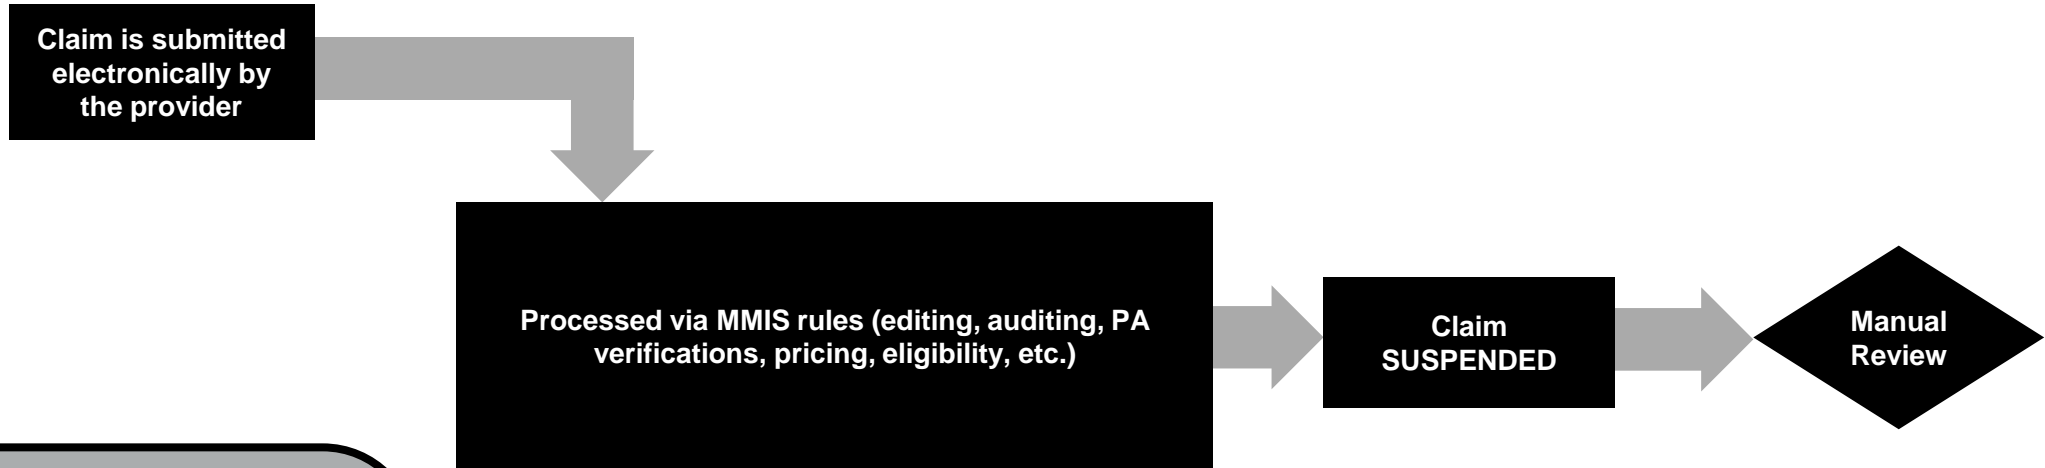 Claim is submitted
electronically by
the provider
Processed via MMIS rules (editing, auditing, PA
verifications, pricing, eligibility, etc.)
Claim
SUSPENDED
Manual
Review